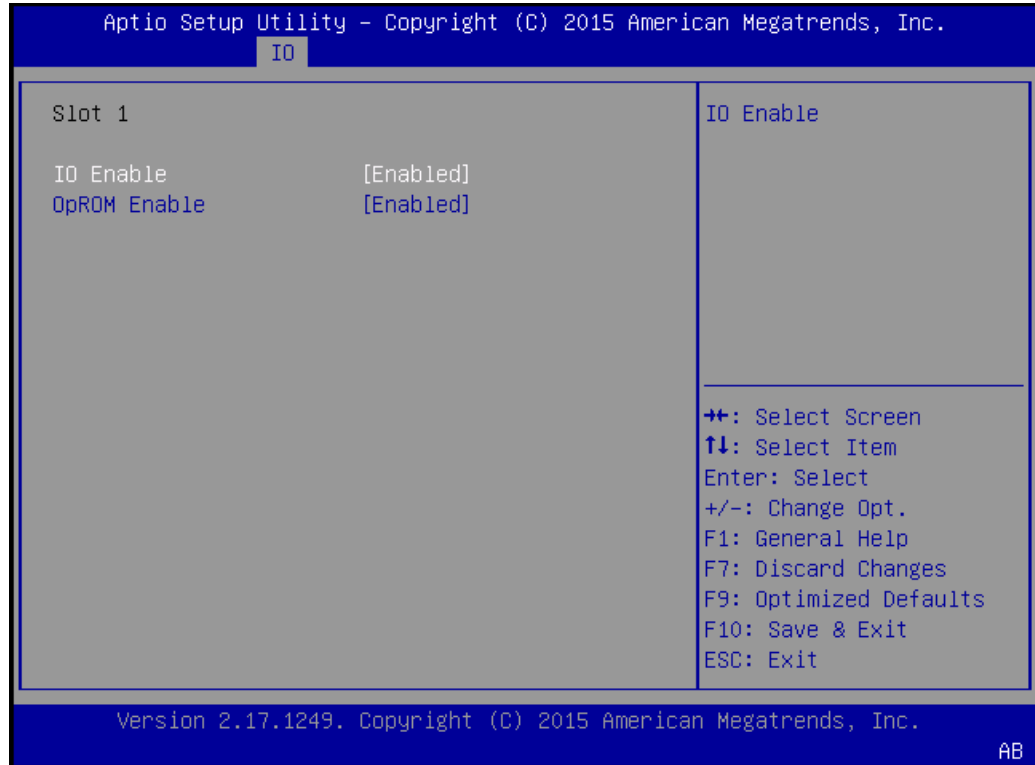 Aptio Setup Utility – Copyright (C) 2015 American Megatrends, Inc.
IO
Slot 1
IO Enable [Enabled]
OpROM Enable [Enabled]
IO Enable
→←: Select Screen
↑↓: Select Item
Enter: Select
+/-: Change Opt.
F1: General Help
F7: Discard Changes
F9: Optimized Defaults
F10: Save & Exit
ESC: Exit
Version 2.17.1249. Copyright (C) 2015 American Megatrends, Inc.
AB